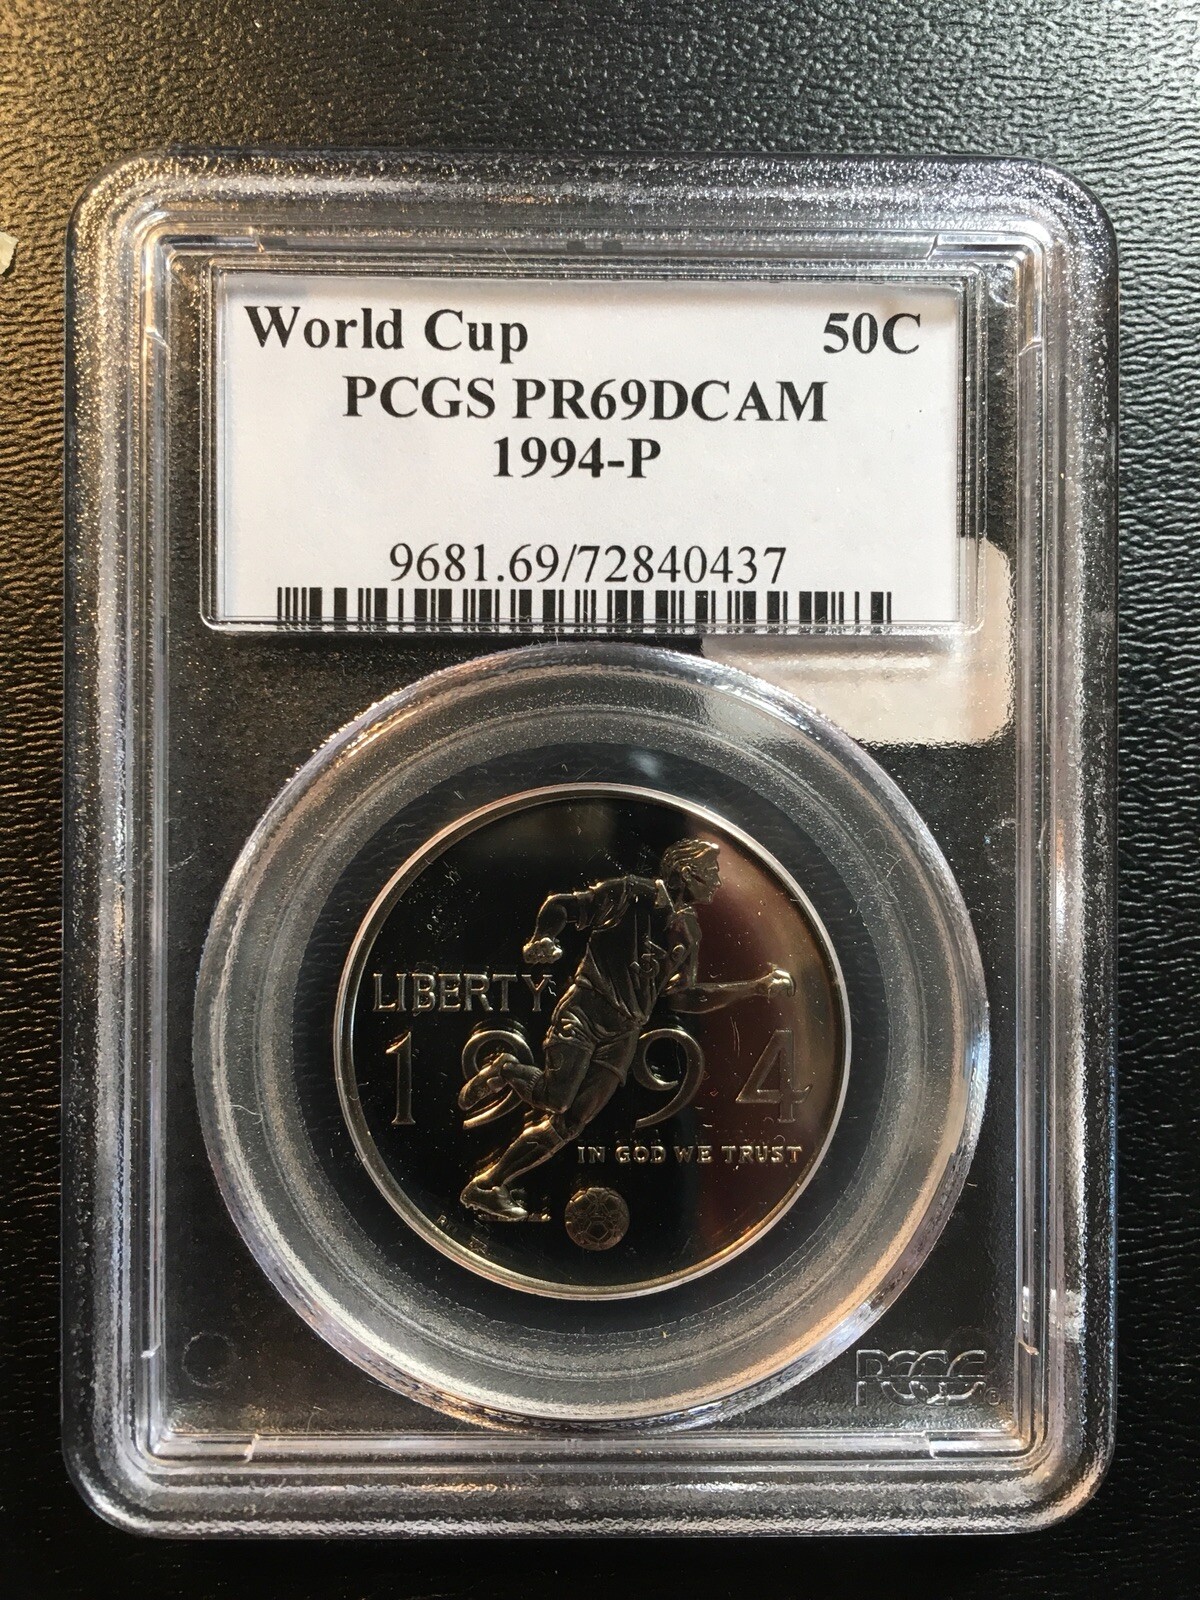 World Cup 50C
PCGS PR69DCAM
1994-P
9681.69/72840437
LIBERTY
1994
IN GOD WE TRUST
PCGS